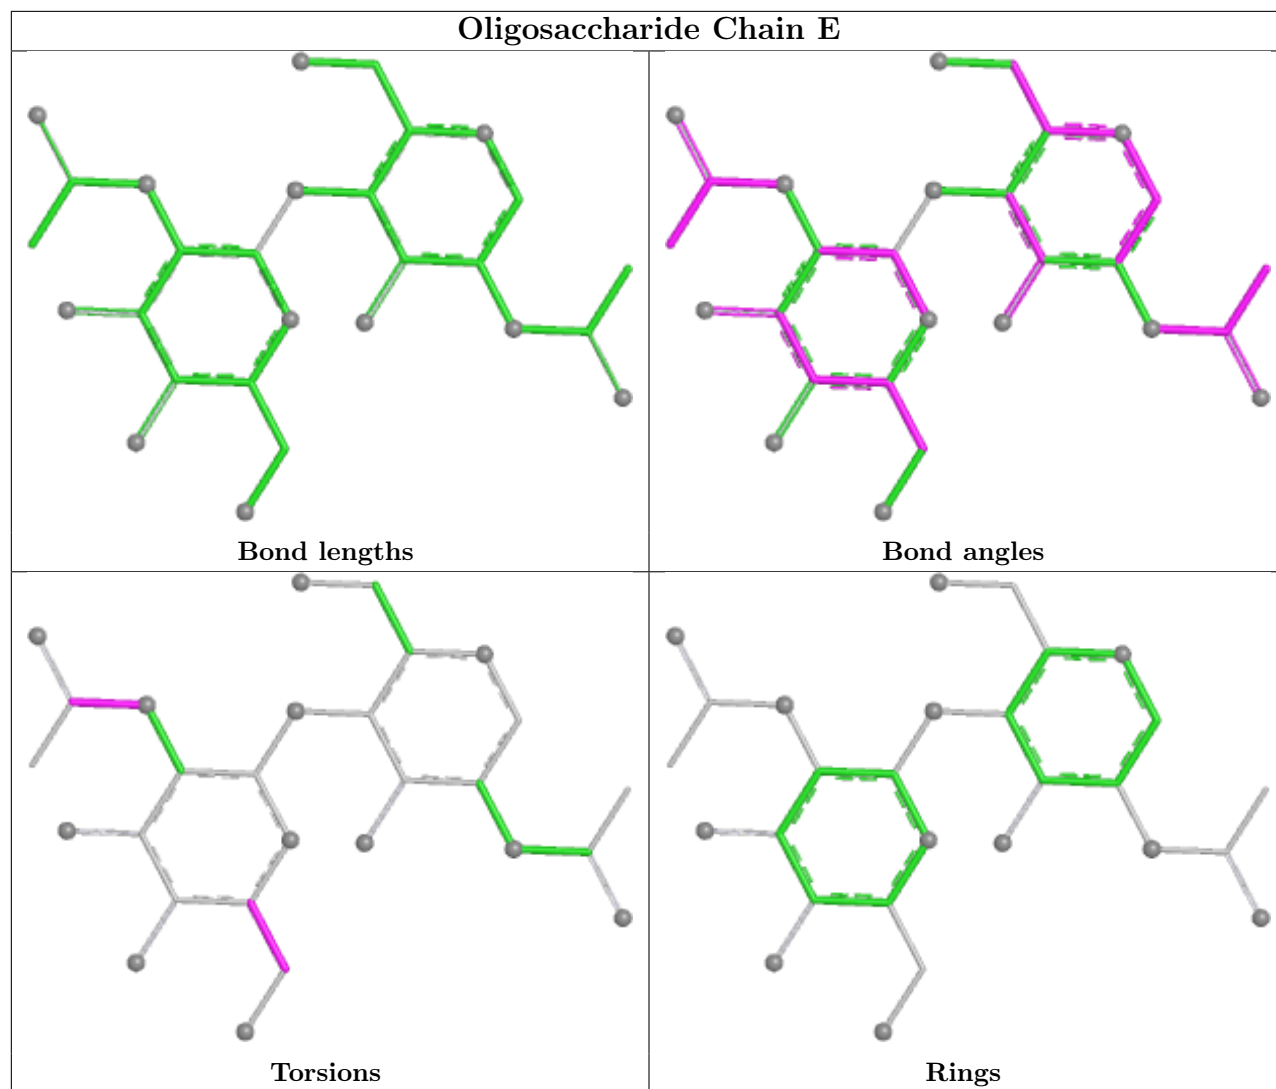 Oligosaccharide Chain E
Bond lengths
Bond angles
Torsions
Rings